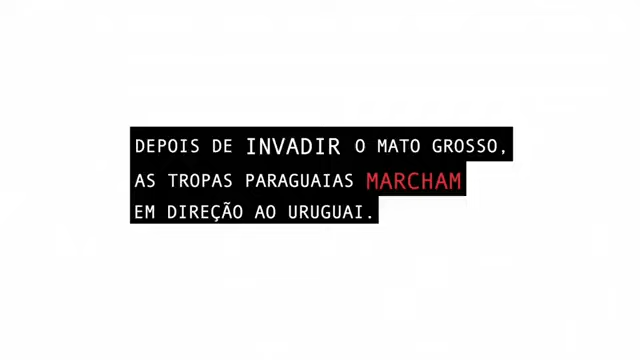 DEPOIS DE INVADIR O MATO GROSSO,
AS TROPAS PARAGUAIAS MARCHAM
EM DIREÇÃO AO URUGUAI.